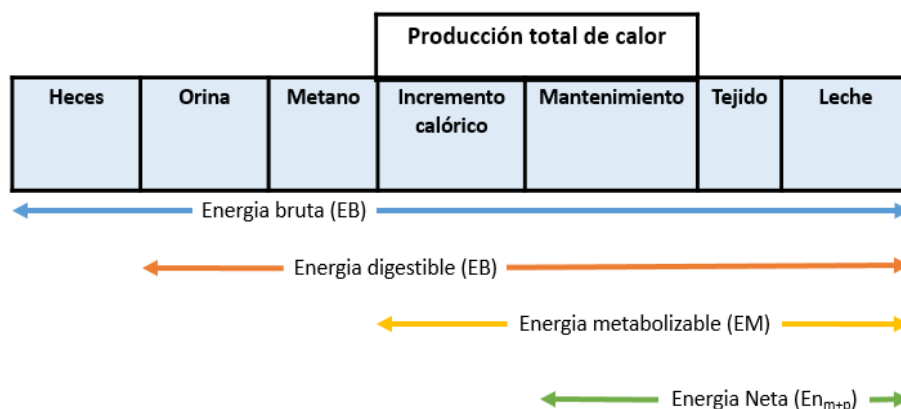 Producción total de calor
Heces
Orina
Metano
Incremento
calórico
Mantenimiento
Tejido
Leche
Energia bruta (EB)
Energia digestible (EB)
Energia metabolizable (EM)
Energia Neta (Enm+p)